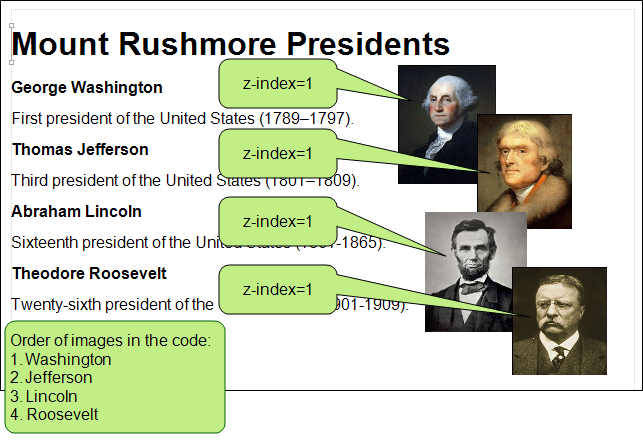 Mount Rushmore Presidents
George Washington
z-index=1
First president of the United States (1789–1797).
Thomas Jefferson
z-index=1
Third president of the United States (1801–1809).
Abraham Lincoln
z-index=1
Sixteenth president of the United States -1865).
Theodore Roosevelt
z-index=1
Twenty-sixth president of the 901-1909).
Order of images in the code:
1. Washington
2. Jefferson
3. Lincoln
4. Roosevelt